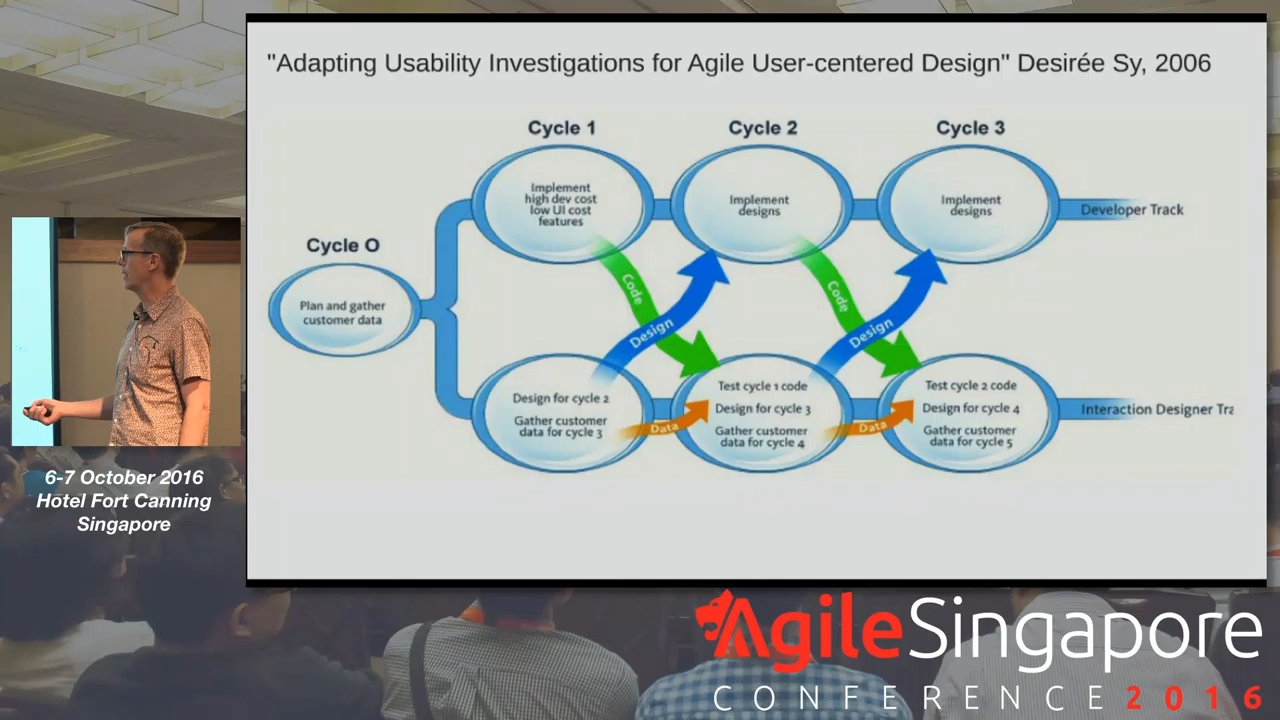 "Adapting Usability Investigations for Agile User-centered Design" Desirée Sy, 2006
Cycle 1
Cycle 2
Cycle 3
Implement
high dev cost
low UI cost
features
Implement
designs
Implement
designs
Developer Track
Cycle O
Plan and gather
customer data
Code
Design
Code
Design
Design for cycle 2
Gather customer
data for cycle 3
Data
Test cycle 1 code
Design for cycle 3
Gather customer
data for cycle 4
Data
Test cycle 2 code
Design for cycle 4
Gather customer
data for cycle 5
Interaction Designer Tra
6-7 October 2016
Hotel Fort Canning
Singapore
AgileSingapore
CONFERENCE 2016